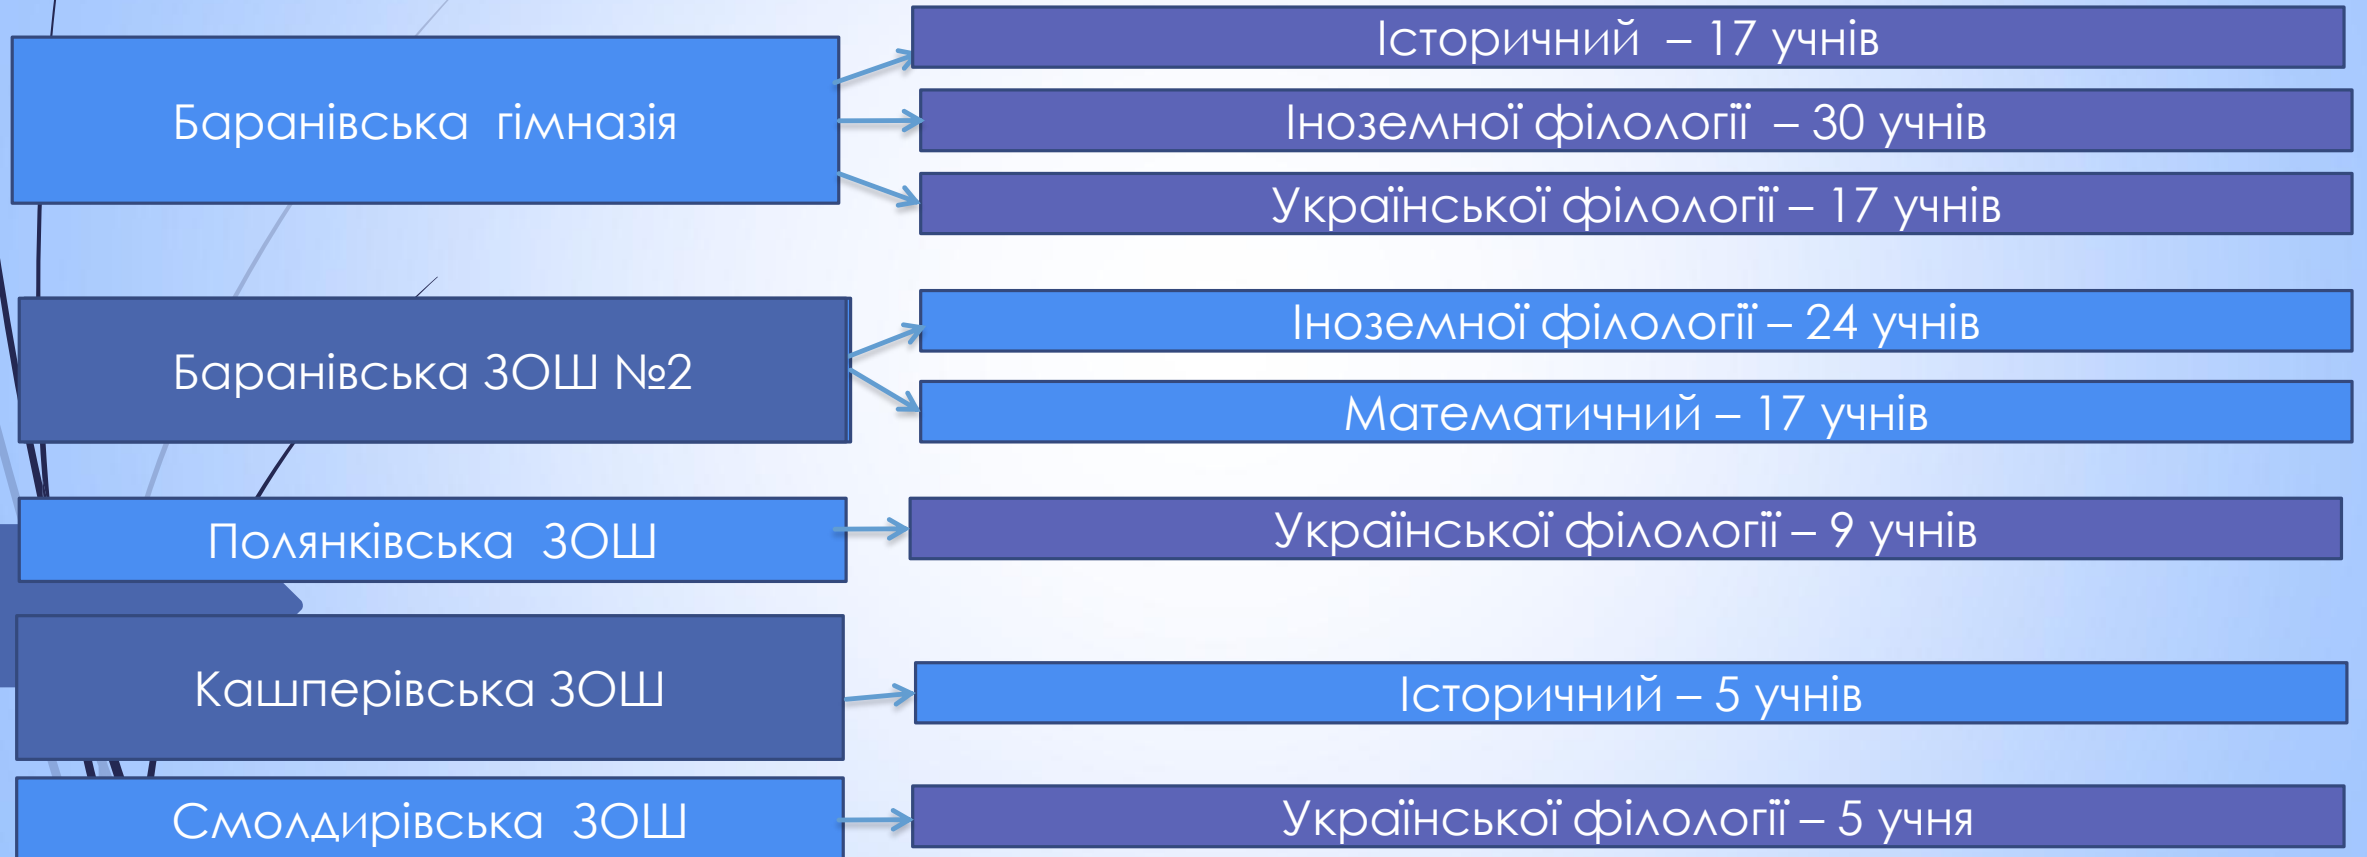 Баранівська гімназія
Історичний – 17 учнів
Іноземної філології – 30 учнів
Української філології – 17 учнів
Баранівська ЗОШ №2
Іноземної філології – 24 учнів
Математичний – 17 учнів
Полянківська ЗОШ
Української філології – 9 учнів
Кашперівська ЗОШ
Історичний – 5 учнів
Смолдирівська ЗОШ
Української філології – 5 учня